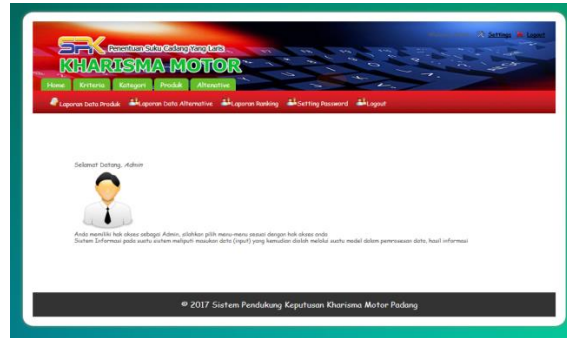 Settings Logout
SPK Penentuan Suku Cadang Yang Laris
KHARISMA MOTOR
Home Kriteria Kategori Produk Alternative
Laporan Data Produk Laporan Data Alternative Laporan Ranking Setting Password Logout
Selamat Datang, Admin
Anda memiliki hak akses sebagai Admin, silahkan pilih menu-menu sesuai dengan hak akses anda
Sistem Informasi pada suatu sistem meliputi masukan data (input) yang kemudian diolah melalui suatu model dalam pemrosesan data, hasil informasi
© 2017 Sistem Pendukung Keputusan Kharisma Motor Padang